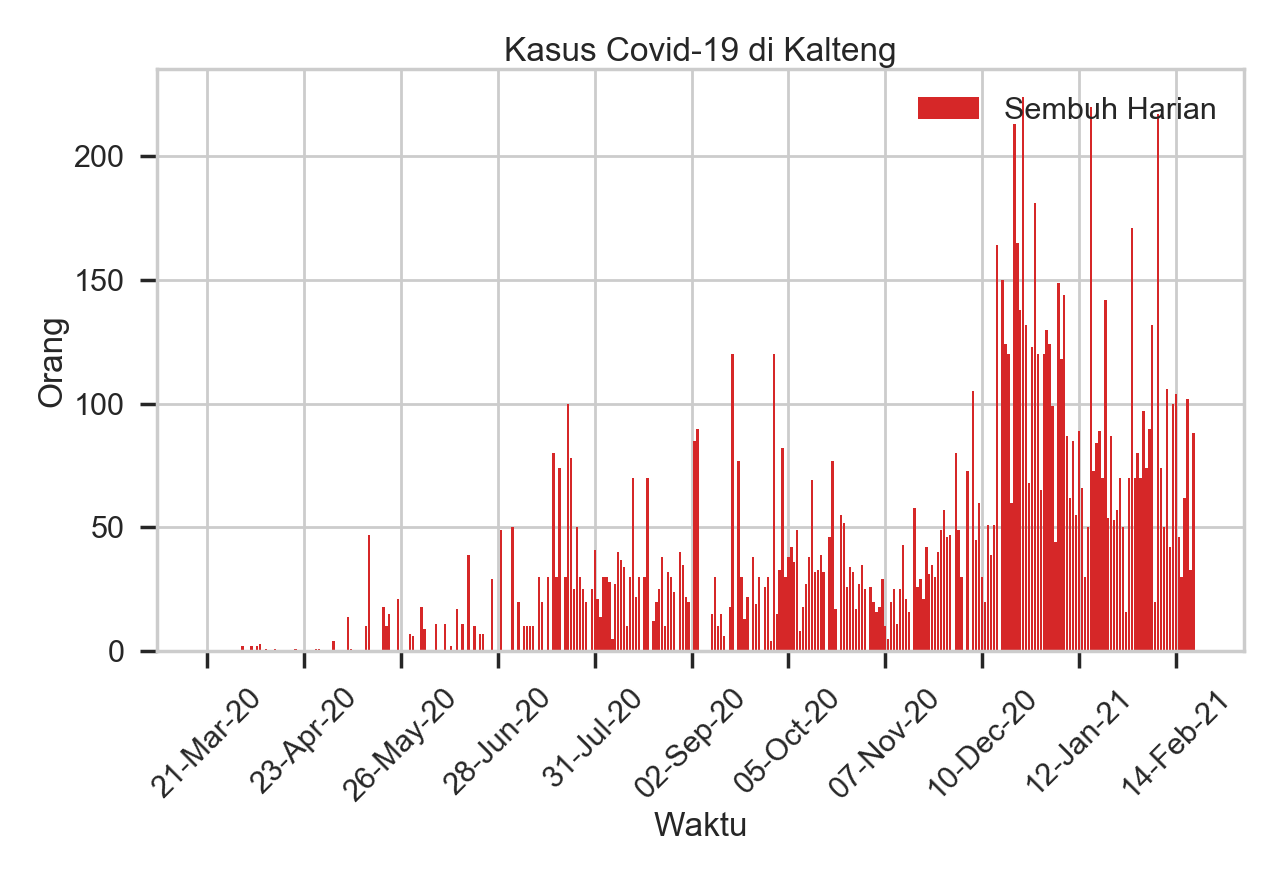 Kasus Covid-19 di Kalteng
Sembuh Harian
Orang
200
150
100
50
0
21-Mar-20
23-Apr-20
26-May-20
28-Jun-20
31-Jul-20
02-Sep-20
05-Oct-20
07-Nov-20
10-Dec-20
12-Jan-21
14-Feb-21
Waktu